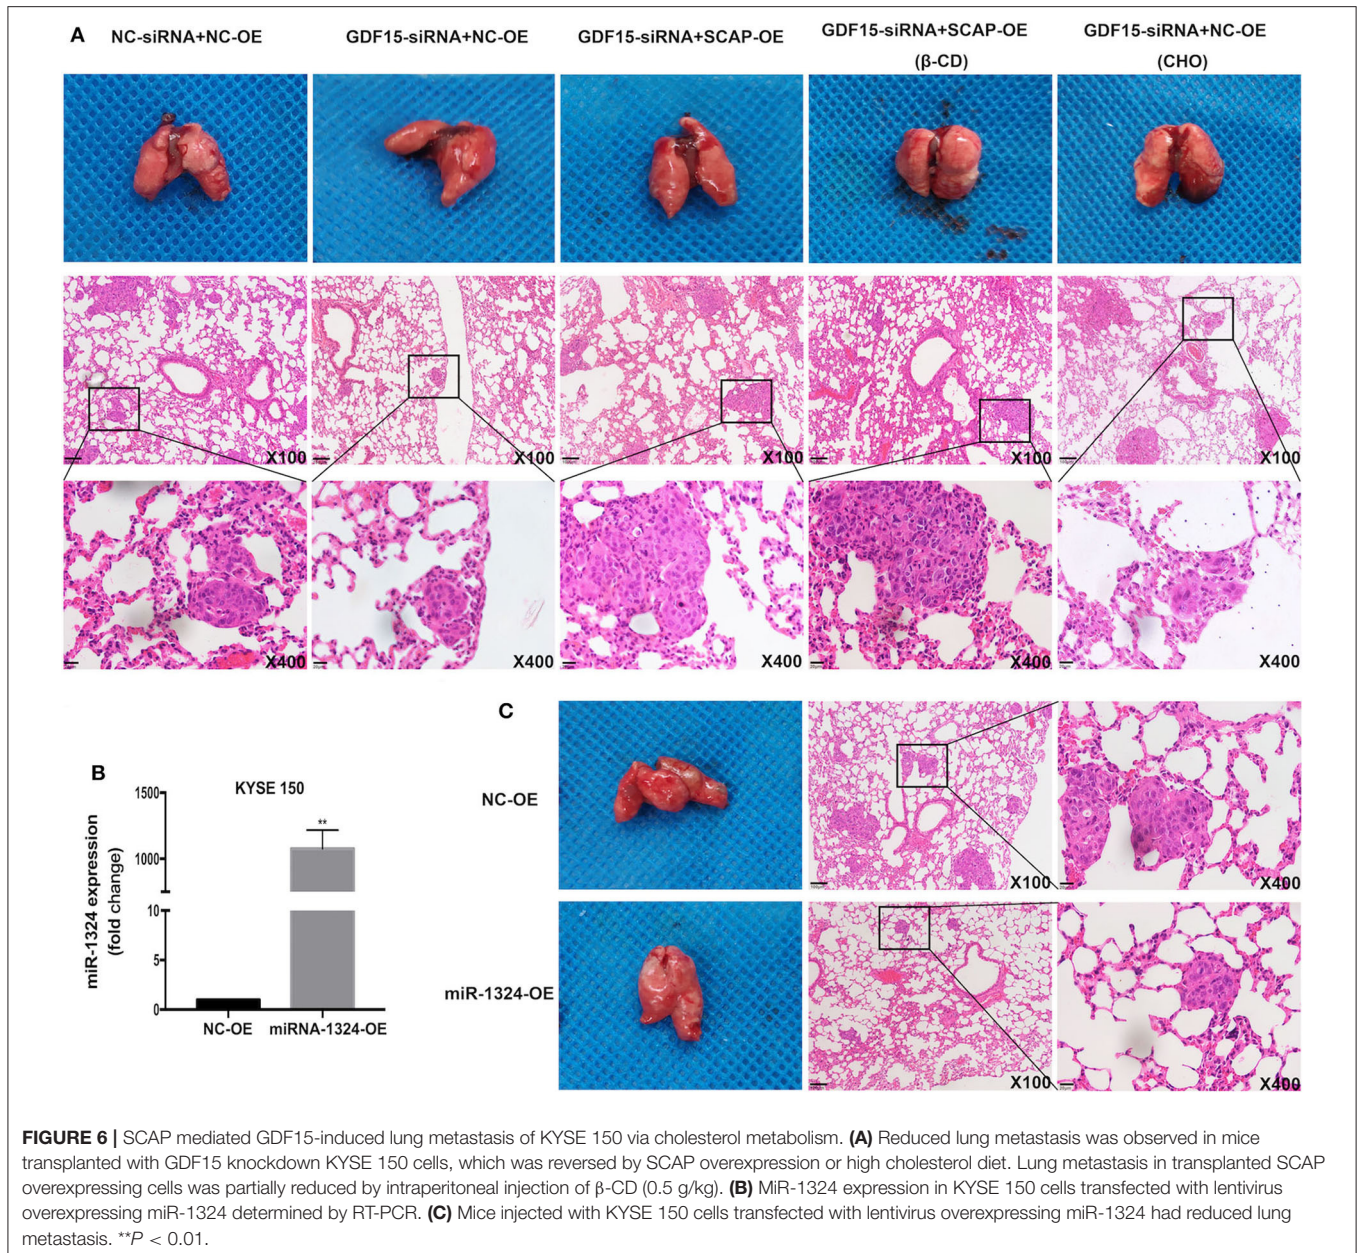 A
NC-siRNA+NC-OE
GDF15-siRNA+NC-OE
GDF15-siRNA+SCAP-OE
GDF15-siRNA+SCAP-OE
(β-CD)
GDF15-siRNA+NC-OE
(CHO)
X100
X100
X100
X100
X100
X400
X400
X400
X400
X400
B
KYSE 150
miR-1324 expression
(fold change)
1500
1000
10
5
0
**
NC-OE
miRNA-1324-OE
C
NC-OE
X100
X400
miR-1324-OE
X100
X400
FIGURE 6 | SCAP mediated GDF15-induced lung metastasis of KYSE 150 via cholesterol metabolism. (A) Reduced lung metastasis was observed in mice
transplanted with GDF15 knockdown KYSE 150 cells, which was reversed by SCAP overexpression or high cholesterol diet. Lung metastasis in transplanted SCAP
overexpressing cells was partially reduced by intraperitoneal injection of β-CD (0.5 g/kg). (B) MiR-1324 expression in KYSE 150 cells transfected with lentivirus
overexpressing miR-1324 determined by RT-PCR. (C) Mice injected with KYSE 150 cells transfected with lentivirus overexpressing miR-1324 had reduced lung
metastasis. **P < 0.01.